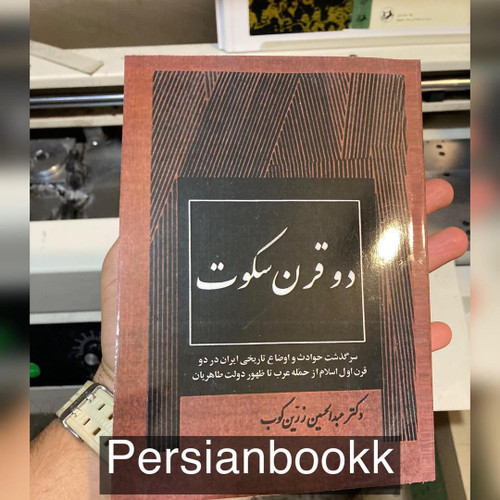 دو قرن سکوت
سرگذشت حوادث و اوضاع تاریخی ایران در دو
قرن اول اسلام از حمله عرب تا ظهور دولت طاهریان
دکتر عبدالحسین زرین کوب
Persianbookk